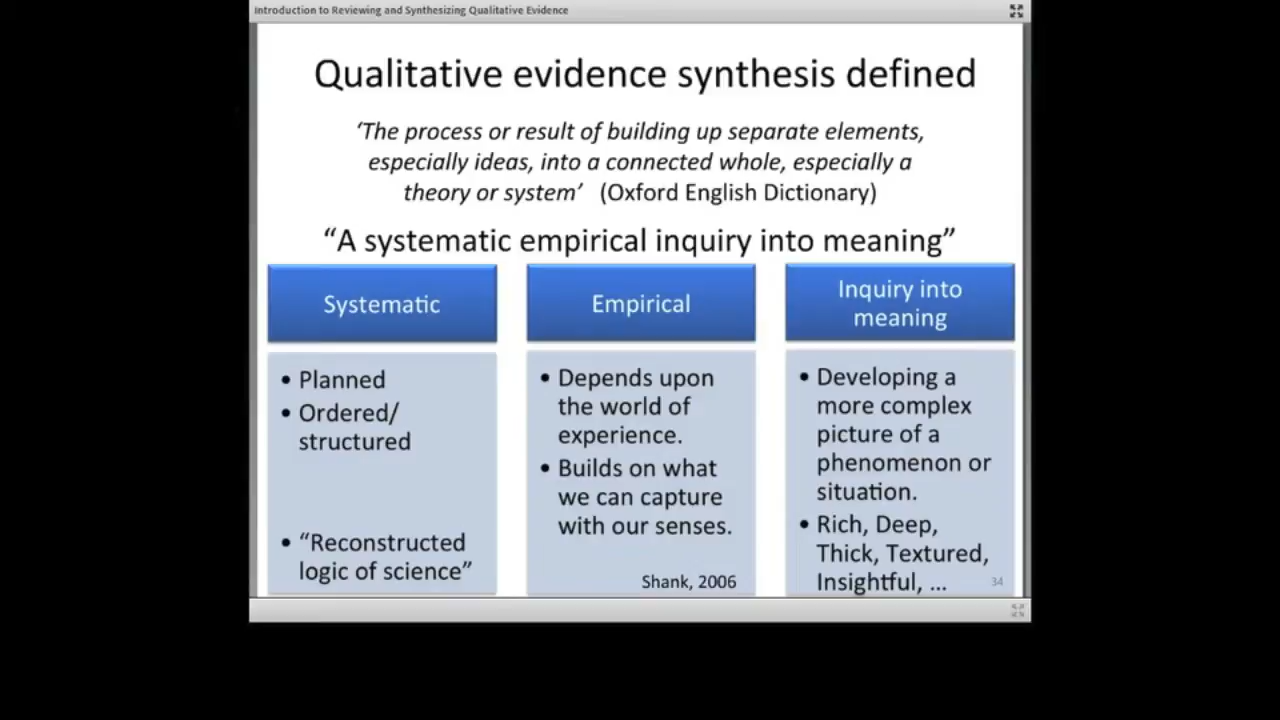 Introduction to Reviewing and Synthesizing Qualitative Evidence
Qualitative evidence synthesis defined
‘The process or result of building up separate elements,
especially ideas, into a connected whole, especially a
theory or system’ (Oxford English Dictionary)
“A systematic empirical inquiry into meaning”
Systematic
• Planned
• Ordered/
structured
• “Reconstructed
logic of science”
Empirical
• Depends upon
the world of
experience.
• Builds on what
we can capture
with our senses.
Shank, 2006
Inquiry into
meaning
• Developing a
more complex
picture of a
phenomenon or
situation.
• Rich, Deep,
Thick, Textured,
Insightful, ...
34